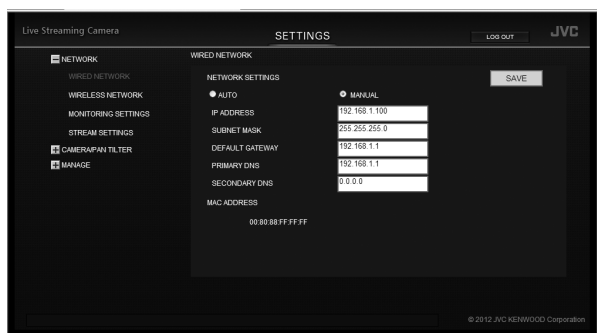 Live Streaming Camera
SETTINGS
LOG OUT
JVC
NETWORK
WIRED NETWORK
WIRELESS NETWORK
MONITORING SETTINGS
STREAM SETTINGS
CAMERA/PAN TILTER
MANAGE
WIRED NETWORK
NETWORK SETTINGS
SAVE
AUTO MANUAL
IP ADDRESS 192.168.1.100
SUBNET MASK 255.255.255.0
DEFAULT GATEWAY 192.168.1.1
PRIMARY DNS 192.168.1.1
SECONDARY DNS 0.0.0.0
MAC ADDRESS
00:80:88:FF:FF:FF
© 2012 JVC KENWOOD Corporation